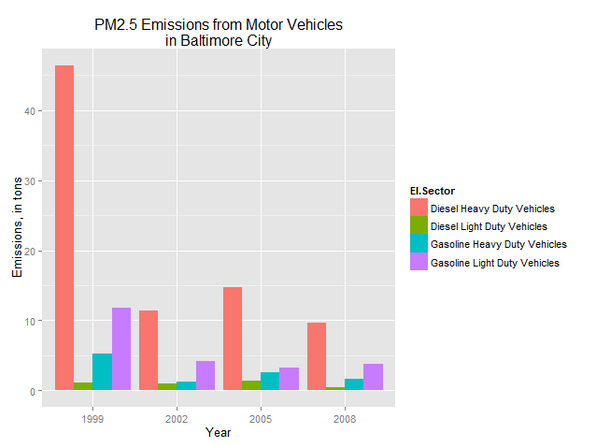 PM2.5 Emissions from Motor Vehicles
in Baltimore City
Emissions, in tons
40
30
20
10
0
1999
2002
2005
2008
Year
EI.Sector
Diesel Heavy Duty Vehicles
Diesel Light Duty Vehicles
Gasoline Heavy Duty Vehicles
Gasoline Light Duty Vehicles